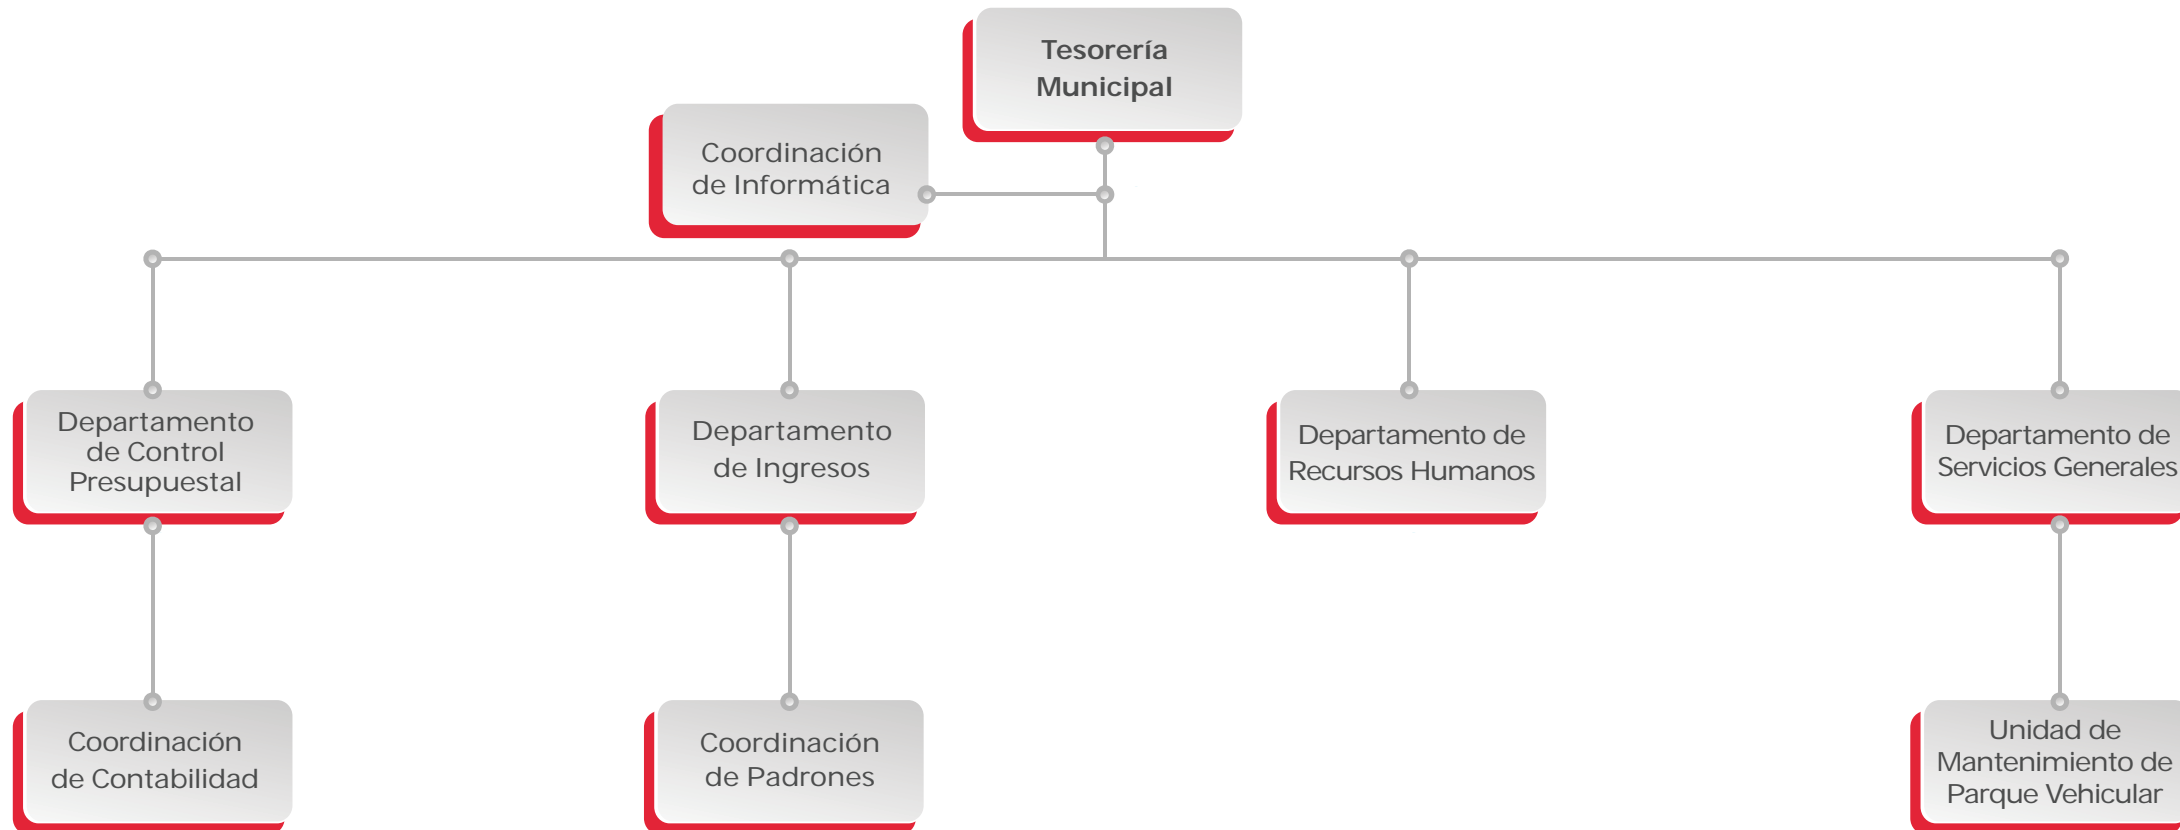 Tesorería
Municipal
Coordinación
de Informática
Departamento
de Control
Presupuestal
Departamento
de Ingresos
Departamento de
Recursos Humanos
Departamento de
Servicios Generales
Coordinación
de Contabilidad
Coordinación
de Padrones
Unidad de
Mantenimiento de
Parque Vehicular